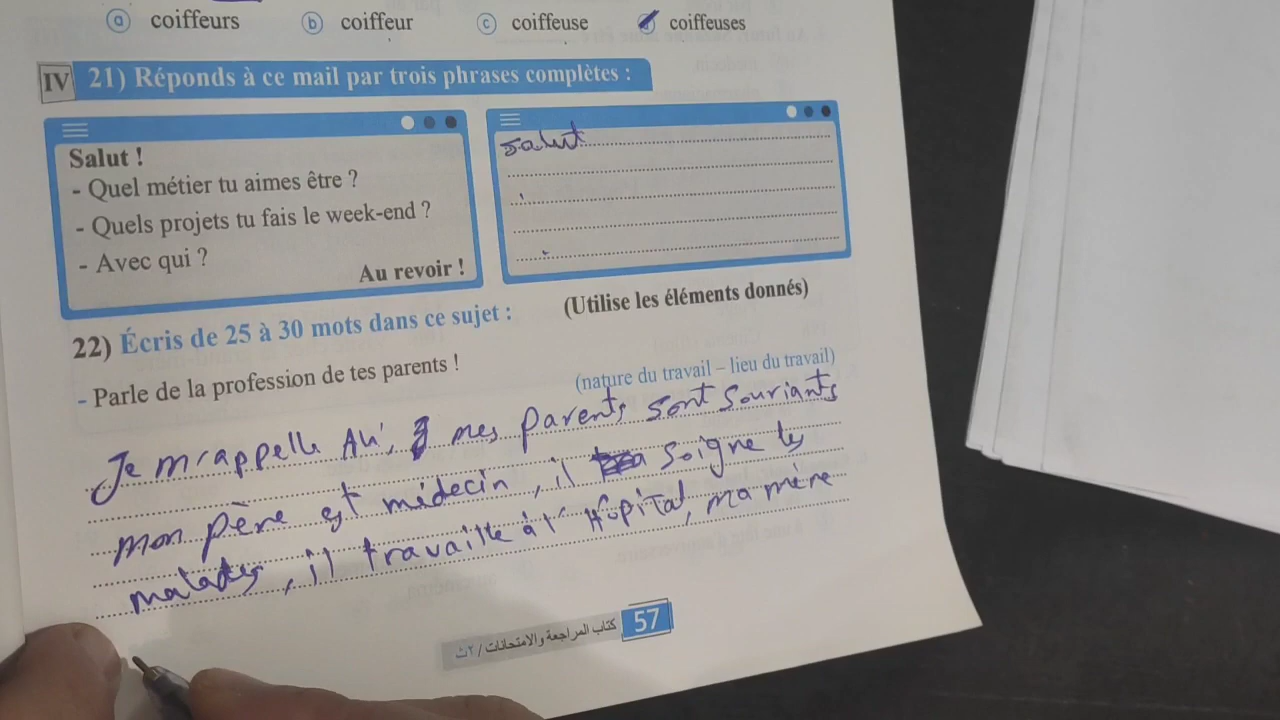 a coiffeurs b coiffeur c coiffeuse d coiffeuses
IV 21) Réponds à ce mail par trois phrases complètes :
Salut !
- Quel métier tu aimes être ?
- Quels projets tu fais le week-end ?
- Avec qui ?
Au revoir !
salut
(Utilise les éléments donnés)
22) Écris de 25 à 30 mots dans ce sujet :
- Parle de la profession de tes parents !
(nature du travail – lieu du travail)
Je m'appelle Ali, mes parents sont souriants
mon père est médecin, il soigne les
malades, il travaille à l'Hôpital, ma mère
كتاب المراجعة والامتحانات / ٢ث 57